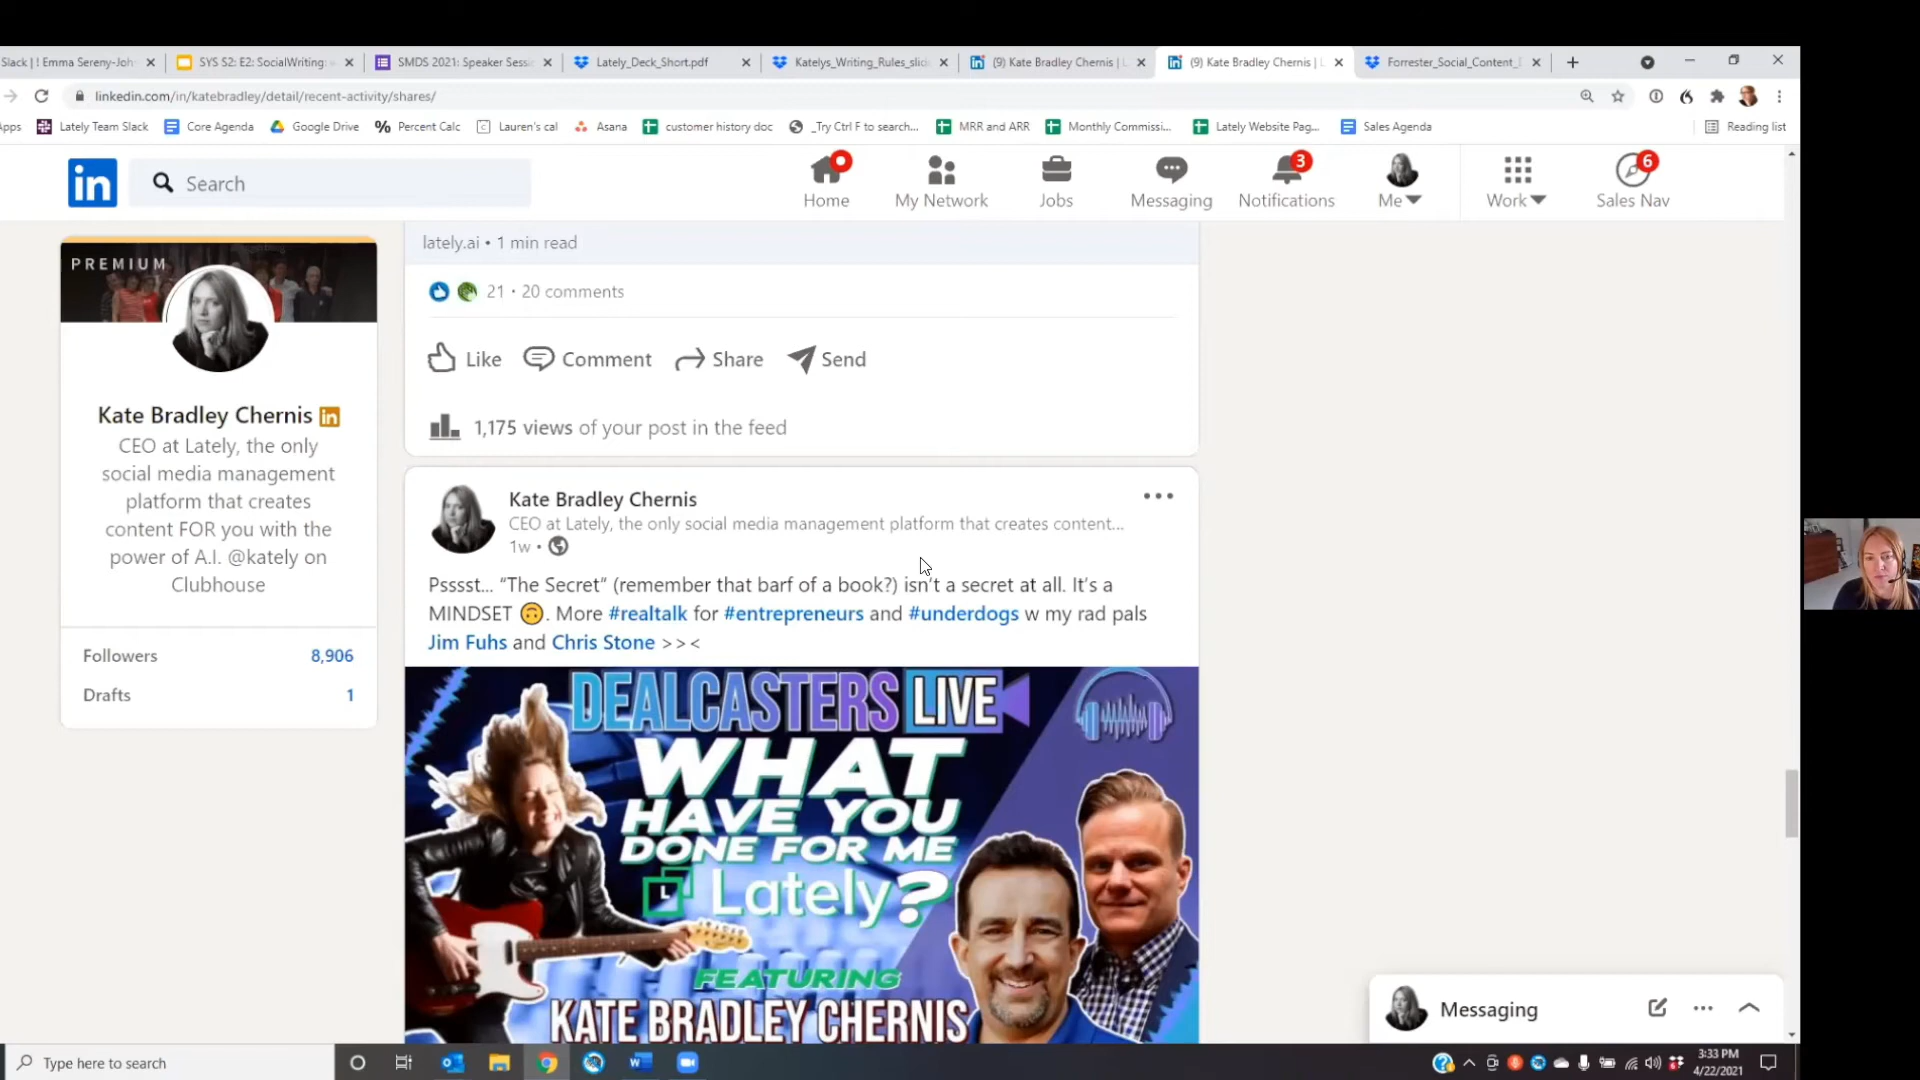 Slack | ! Emma Sereny-Joh
SYS S2: E2: SocialWriting:
SMDS 2021: Speaker Sessi
Lately_Deck_Short.pdf
Katelys_Writing_Rules_slid
(9) Kate Bradley Chernis | L
(9) Kate Bradley Chernis | L
Forrester_Social_Content_
linkedin.com/in/katebradley/detail/recent-activity/shares/
pps
Lately Team Slack
Core Agenda
Google Drive
Percent Calc
Lauren's cal
Asana
customer history doc
_Try Ctrl F to search...
MRR and ARR
Monthly Commissi...
Lately Website Pag...
Sales Agenda
Reading list
in
Search
Home
My Network
Jobs
Messaging
3
Notifications
Me
Work
6
Sales Nav
PREMIUM
Kate Bradley Chernis in
CEO at Lately, the only
social media management
platform that creates
content FOR you with the
power of A.I. @kately on
Clubhouse
Followers 8,906
Drafts 1
lately.ai • 1 min read
21 · 20 comments
Like Comment Share Send
1,175 views of your post in the feed
Kate Bradley Chernis
CEO at Lately, the only social media management platform that creates content...
1w •
Psssst... “The Secret” (remember that barf of a book?) isn’t a secret at all. It’s a
MINDSET 🙃. More #realtalk for #entrepreneurs and #underdogs w my rad pals
Jim Fuhs and Chris Stone >><
DEALCASTERS LIVE
WHAT
HAVE YOU
DONE FOR ME
L Lately?
FEATURING
KATE BRADLEY CHERNIS
Messaging
Type here to search
3:33 PM
4/22/2021